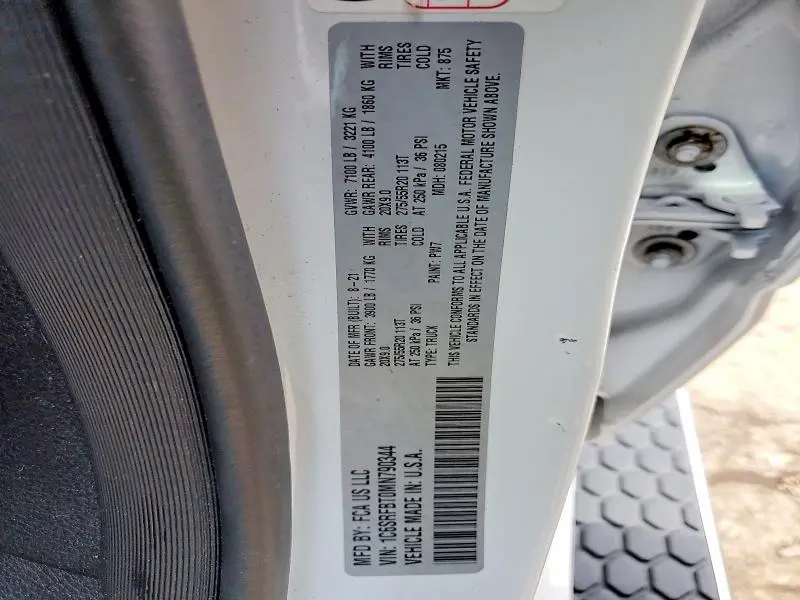 MFD BY: FCA US LLC
VIN: 1C6SRFBT0MN790344
VEHICLE MADE IN: U.S.A.
DATE OF MFR (BUILT): 8-21 GVWR: 7100 LB / 3221 KG
GAWR FRONT: 3900 LB / 1770 KG WITH GAWR REAR: 4100 LB / 1860 KG WITH
20X9.0 RIMS 20X9.0 RIMS
275/55R20 113T TIRES 275/55R20 113T TIRES
AT 250 kPa / 36 PSI COLD AT 250 kPa / 36 PSI COLD
TYPE: TRUCK PAINT: PW7 MDH: 080215 MKT: 875
THIS VEHICLE CONFORMS TO ALL APPLICABLE U.S.A. FEDERAL MOTOR VEHICLE SAFETY
STANDARDS IN EFFECT ON THE DATE OF MANUFACTURE SHOWN ABOVE.